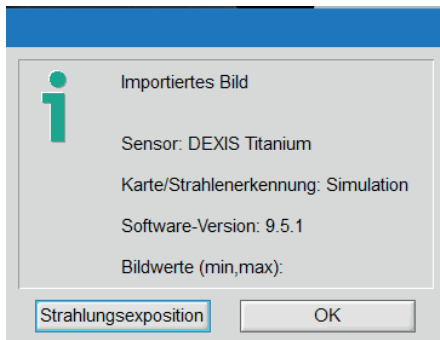 Importiertes Bild
Sensor: DEXIS Titanium
Karte/Strahlenerkennung: Simulation
Software-Version: 9.5.1
Bildwerte (min,max):
Strahlungsexposition
OK